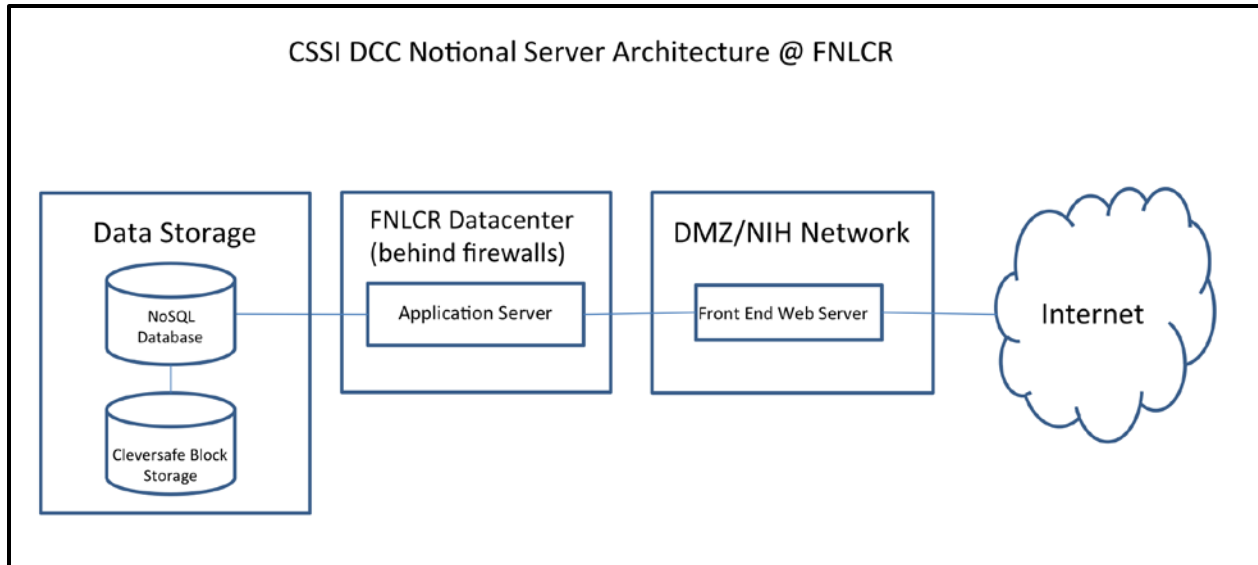 CSSI DCC Notional Server Architecture @ FNLCR
Data Storage
NoSQL
Database
Cleversafe Block
Storage
FNLCR Datacenter
(behind firewalls)
Application Server
DMZ/NIH Network
Front End Web Server
Internet